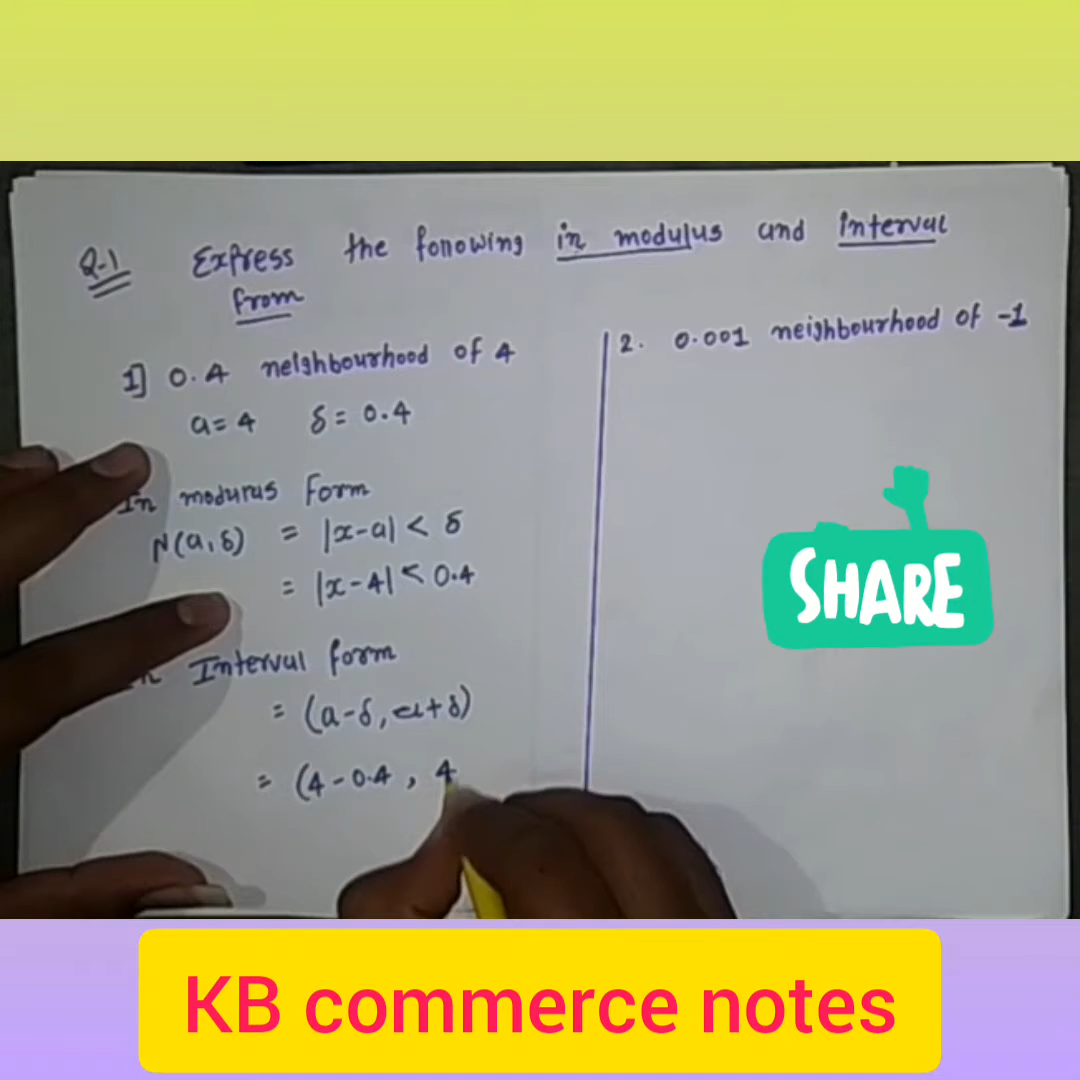 Q-1 Express the following in modulus and Interval
from
1] 0.4 neighbourhood of 4
a = 4 δ = 0.4
In modulus Form
N(a, δ) = |x-a| < δ
= |x-4| < 0.4
Interval form
= (a-δ, a+δ)
= (4-0.4, 4
2. 0.001 neighbourhood of -1
SHARE
KB commerce notes